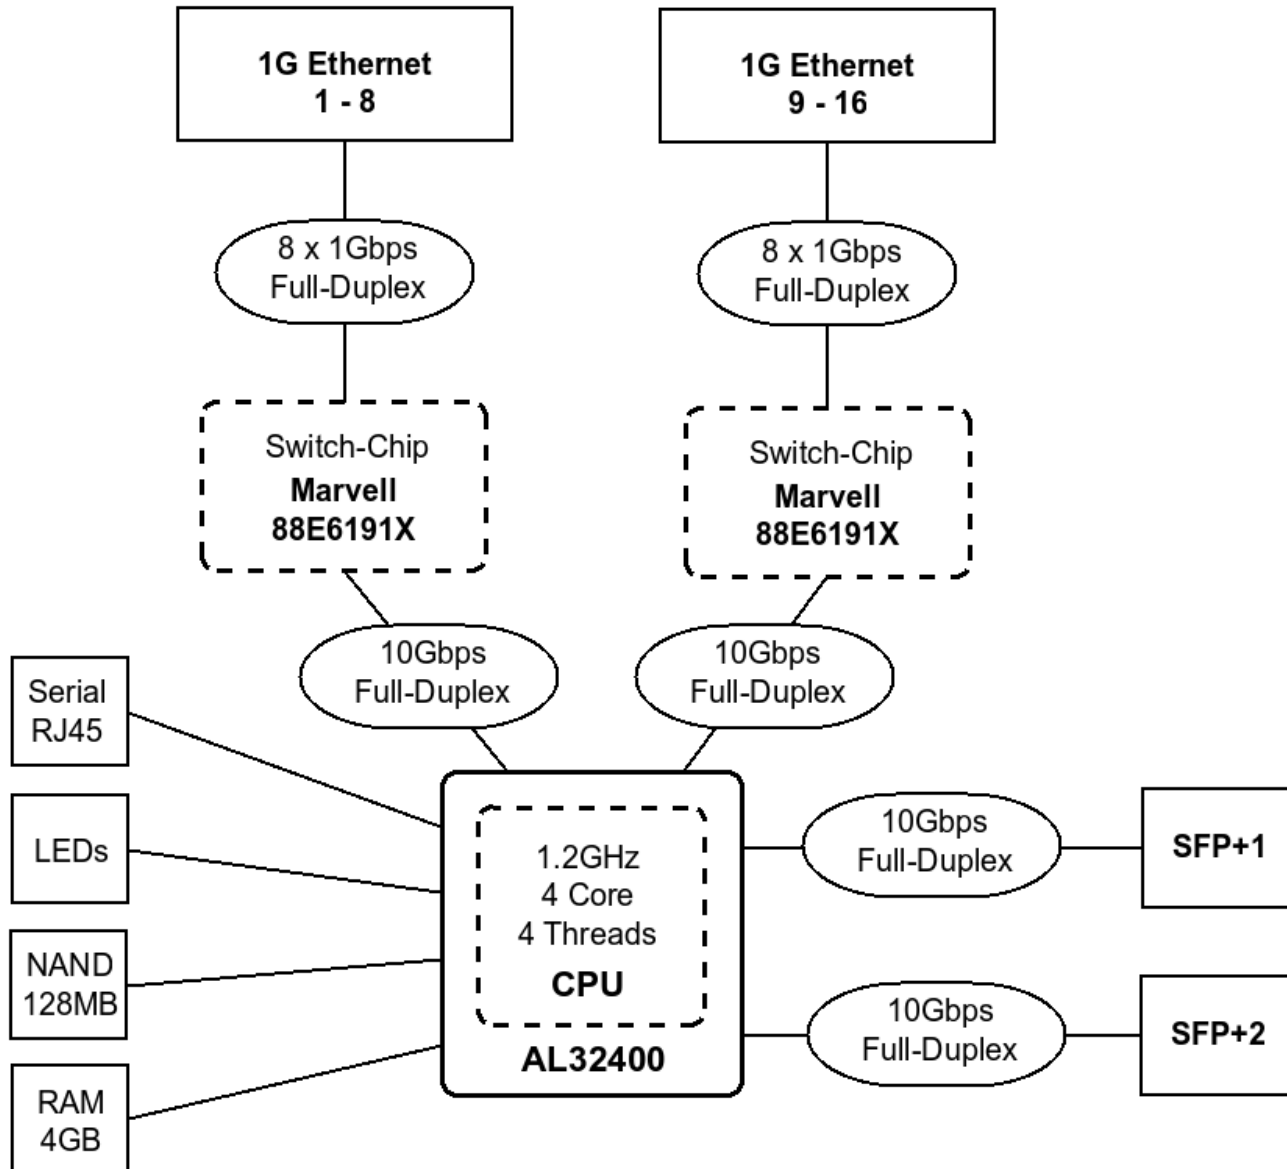 1G Ethernet
1 - 8
1G Ethernet
9 - 16
8 x 1Gbps
Full-Duplex
8 x 1Gbps
Full-Duplex
Switch-Chip
Marvell
88E6191X
Switch-Chip
Marvell
88E6191X
10Gbps
Full-Duplex
10Gbps
Full-Duplex
Serial
RJ45
LEDs
NAND
128MB
RAM
4GB
1.2GHz
4 Core
4 Threads
CPU
AL32400
10Gbps
Full-Duplex
SFP+1
10Gbps
Full-Duplex
SFP+2